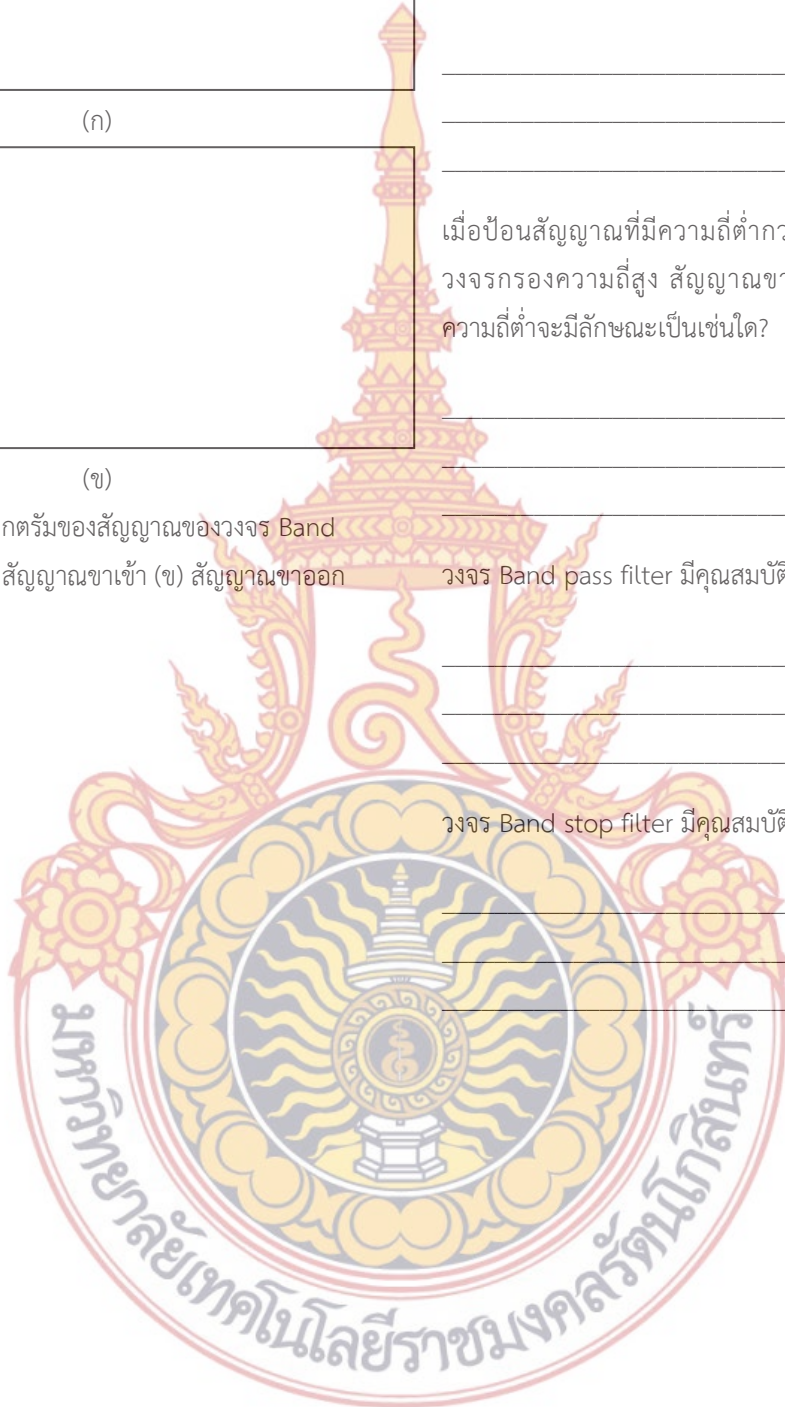 (ก)
(ข)
กตรัมของสัญญาณของวงจร Band
สัญญาณขาเข้า (ข) สัญญาณขาออก
เมื่อป้อนสัญญาณที่มีความถี่ต่ำกว
วงจรกรองความถี่สูง สัญญาณขา
ความถี่ต่ำจะมีลักษณะเป็นเช่นใด?
วงจร Band pass filter มีคุณสมบัติ
วงจร Band stop filter มีคุณสมบัติ
มหาวิทยาลัยเทคโนโลยีราชมงคลรัตนโกสินทร์